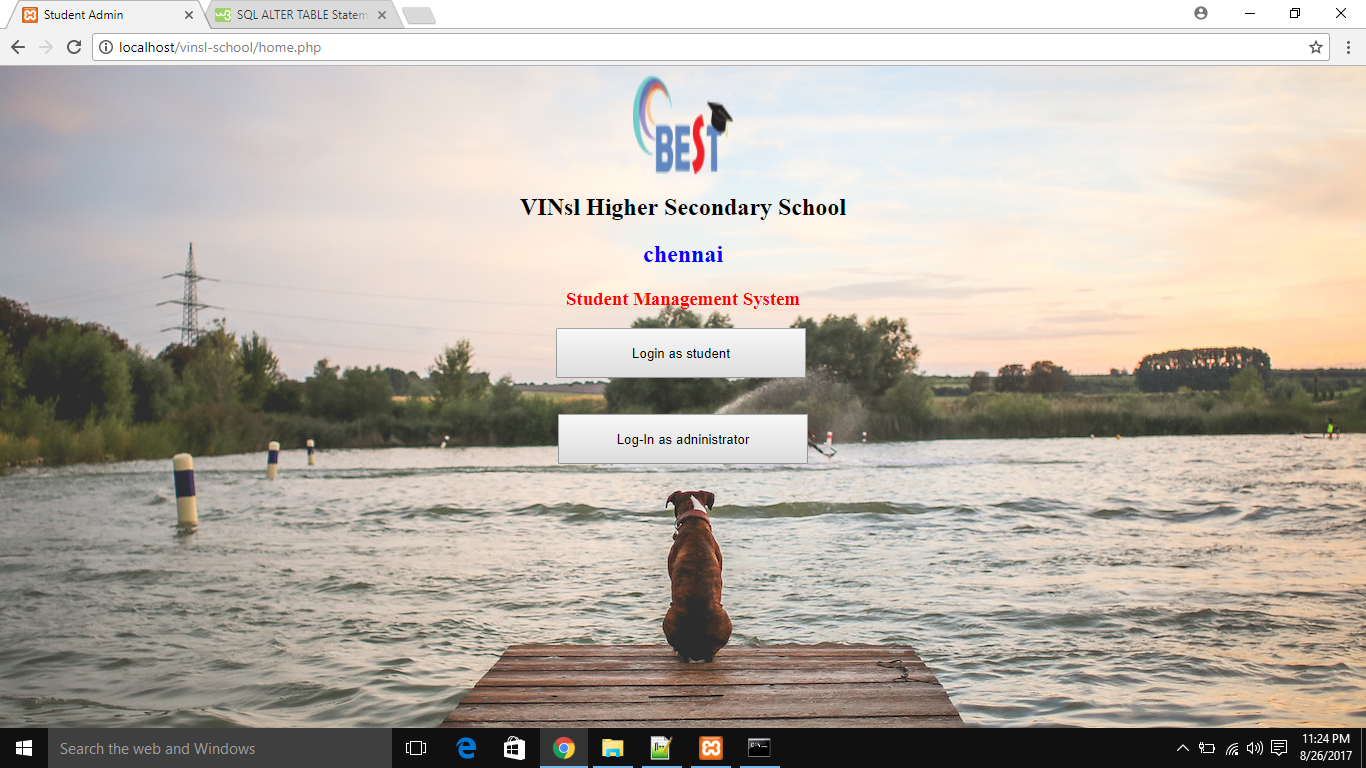 Student Admin
SQL ALTER TABLE Statem
localhost/vinsl-school/home.php
BEST
VINsl Higher Secondary School
chennai
Student Management System
Login as student
Log-In as adninistrator
Search the web and Windows
11:24 PM
8/26/2017